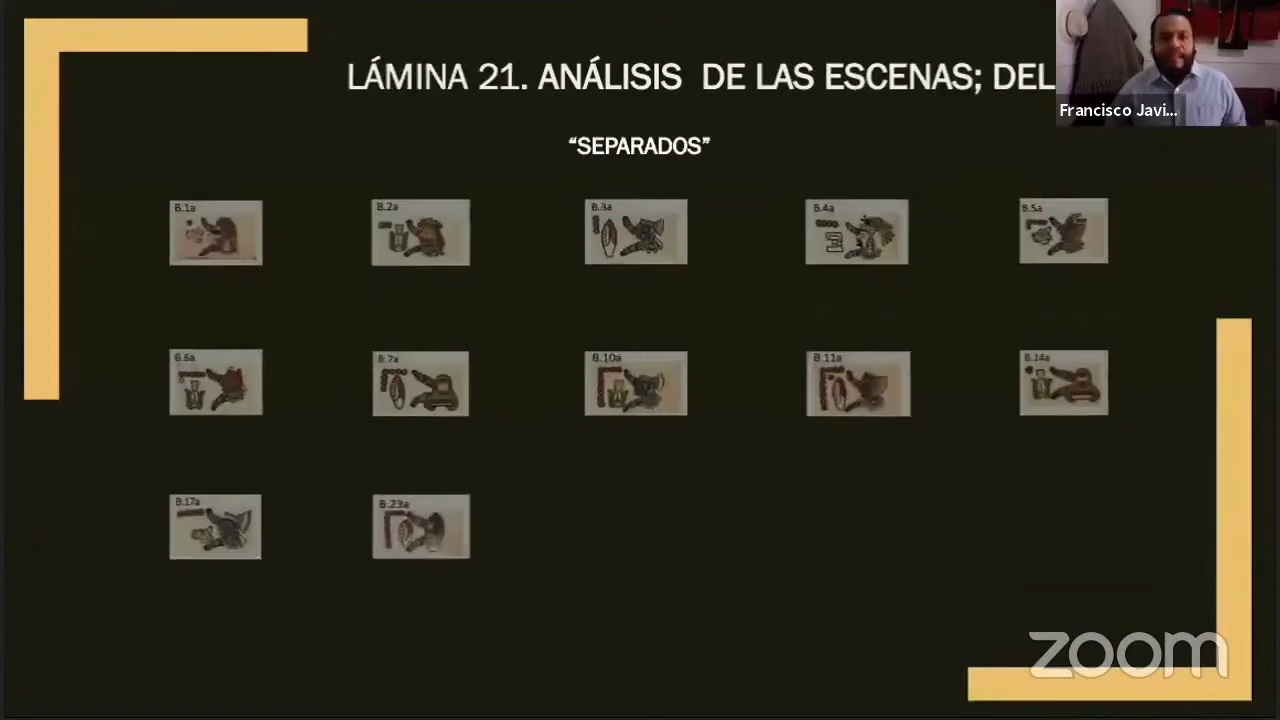 LÁMINA 21. ANÁLISIS DE LAS ESCENAS; DEL
Francisco Javi...
“SEPARADOS”
B.1a
B.2a
B.3a
B.4a
B.5a
B.6a
B.7a
B.10a
B.11a
B.14a
B.17a
B.23a
zoom